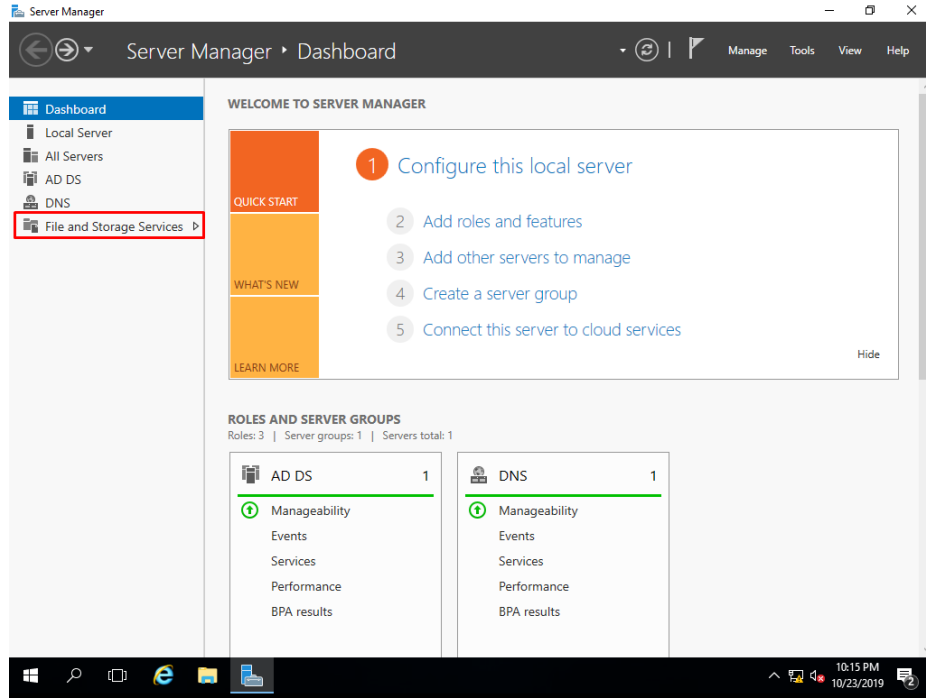 Server Manager
Server Manager • Dashboard
Manage Tools View Help
Dashboard
Local Server
All Servers
AD DS
DNS
File and Storage Services
WELCOME TO SERVER MANAGER
QUICK START
WHAT'S NEW
LEARN MORE
1 Configure this local server
2 Add roles and features
3 Add other servers to manage
4 Create a server group
5 Connect this server to cloud services
Hide
ROLES AND SERVER GROUPS
Roles: 3 | Server groups: 1 | Servers total: 1
AD DS 1
Manageability
Events
Services
Performance
BPA results
DNS 1
Manageability
Events
Services
Performance
BPA results
10:15 PM
10/23/2019
2